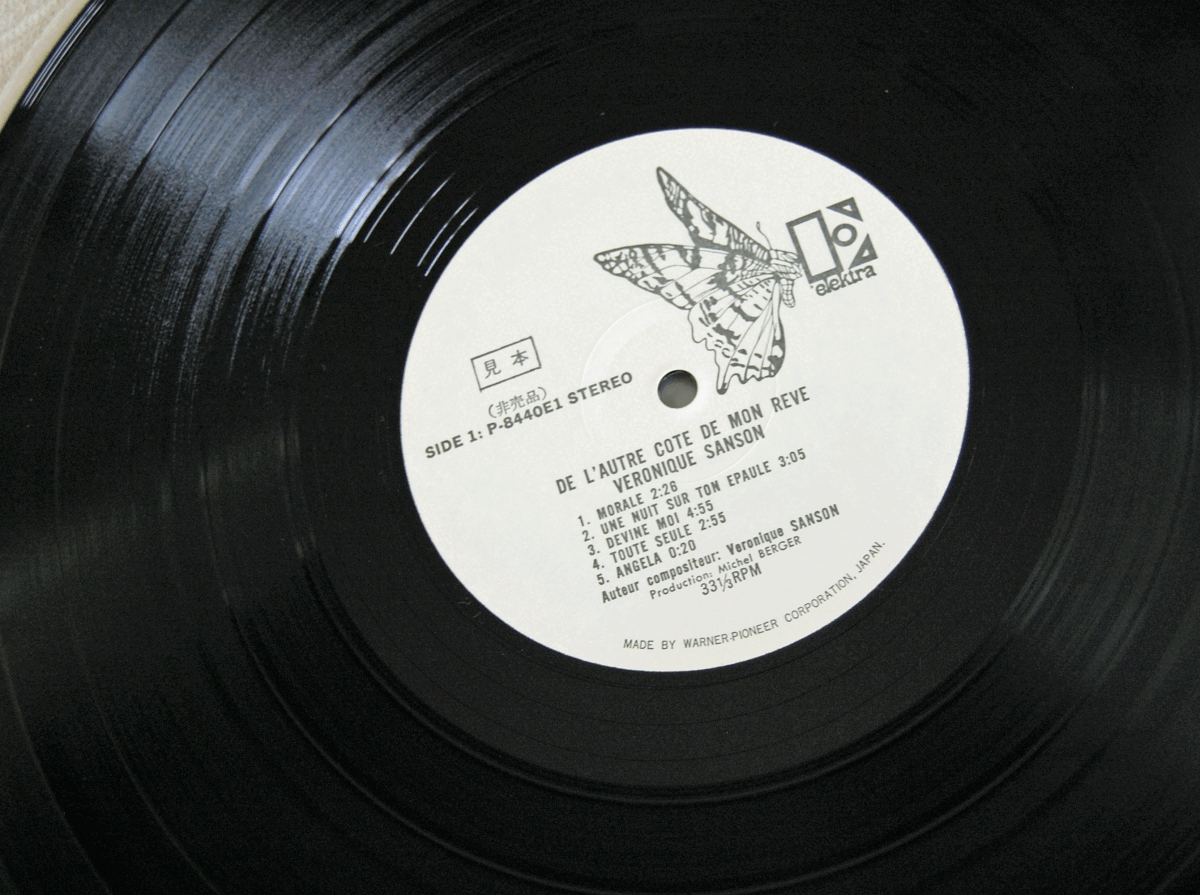 elektra
見本
(非売品)
SIDE 1: P-8440E1 STEREO
DE L'AUTRE COTE DE MON REVE
VERONIQUE SANSON
1. MORALE 2:26
2. UNE NUIT SUR TON EPAULE 3:05
3. DEVINE MOI 4:55
4. TOUTE SEULE 2:55
5. ANGELA 0:20
Auteur compositeur: Veronique SANSON
Production: Michel BERGER
33⅓RPM
MADE BY WARNER-PIONEER CORPORATION, JAPAN.